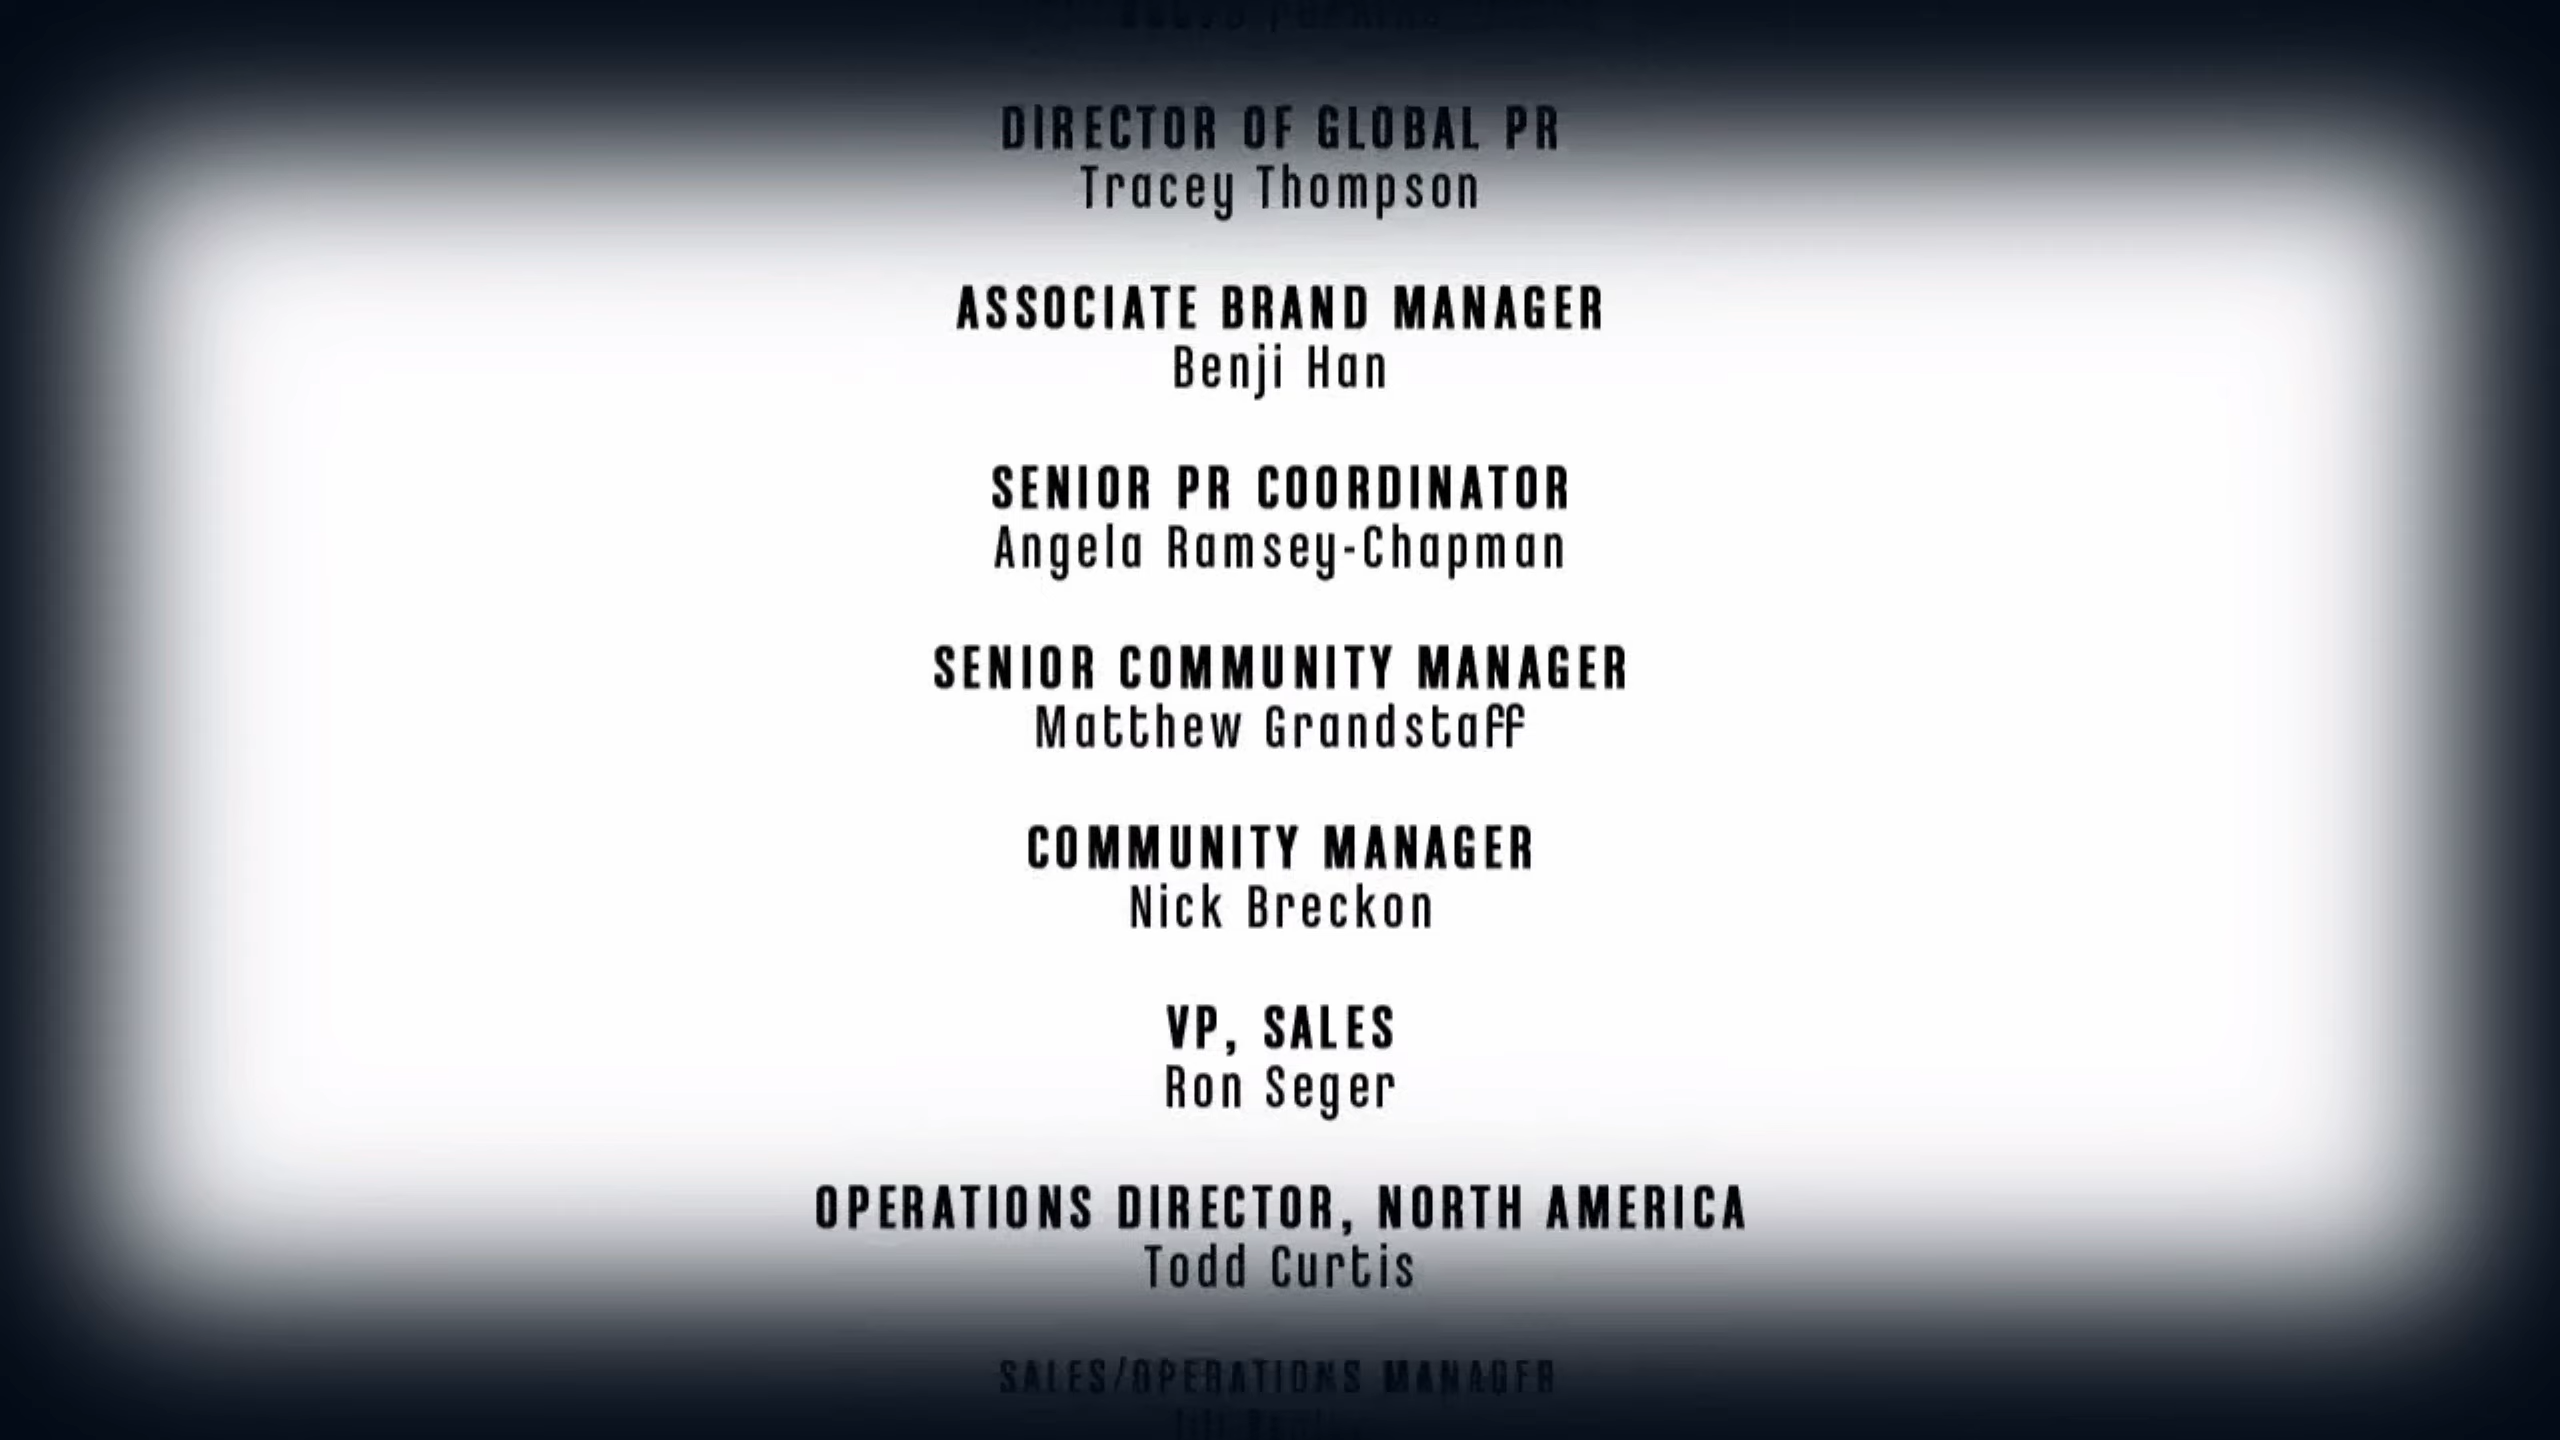 DIRECTOR OF GLOBAL PR
Tracey Thompson
ASSOCIATE BRAND MANAGER
Benji Han
SENIOR PR COORDINATOR
Angela Ramsey-Chapman
SENIOR COMMUNITY MANAGER
Matthew Grandstaff
COMMUNITY MANAGER
Nick Breckon
VP, SALES
Ron Seger
OPERATIONS DIRECTOR, NORTH AMERICA
Todd Curtis
SALES/OPERATIONS MANAGER